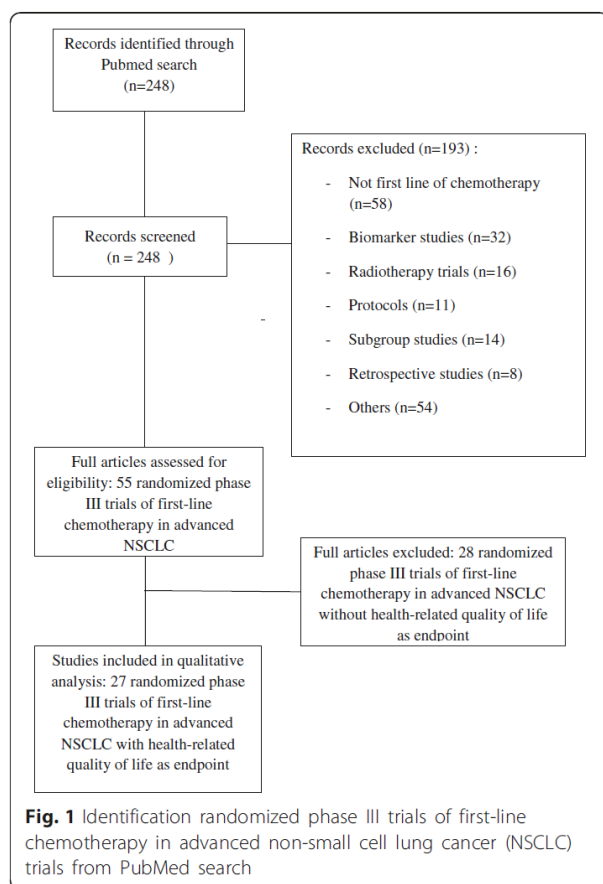 Records identified through
Pubmed search
(n=248)
Records excluded (n=193) :
- Not first line of chemotherapy
(n=58)
- Biomarker studies (n=32)
- Radiotherapy trials (n=16)
- Protocols (n=11)
- Subgroup studies (n=14)
- Retrospective studies (n=8)
- Others (n=54)
Records screened
(n = 248 )
-
Full articles assessed for
eligibility: 55 randomized phase
III trials of first-line
chemotherapy in advanced
NSCLC
Full articles excluded: 28 randomized
phase III trials of first-line
chemotherapy in advanced NSCLC
without health-related quality of life
as endpoint
Studies included in qualitative
analysis: 27 randomized phase
III trials of first-line
chemotherapy in advanced
NSCLC with health-related
quality of life as endpoint
Fig. 1 Identification randomized phase III trials of first-line
chemotherapy in advanced non-small cell lung cancer (NSCLC)
trials from PubMed search